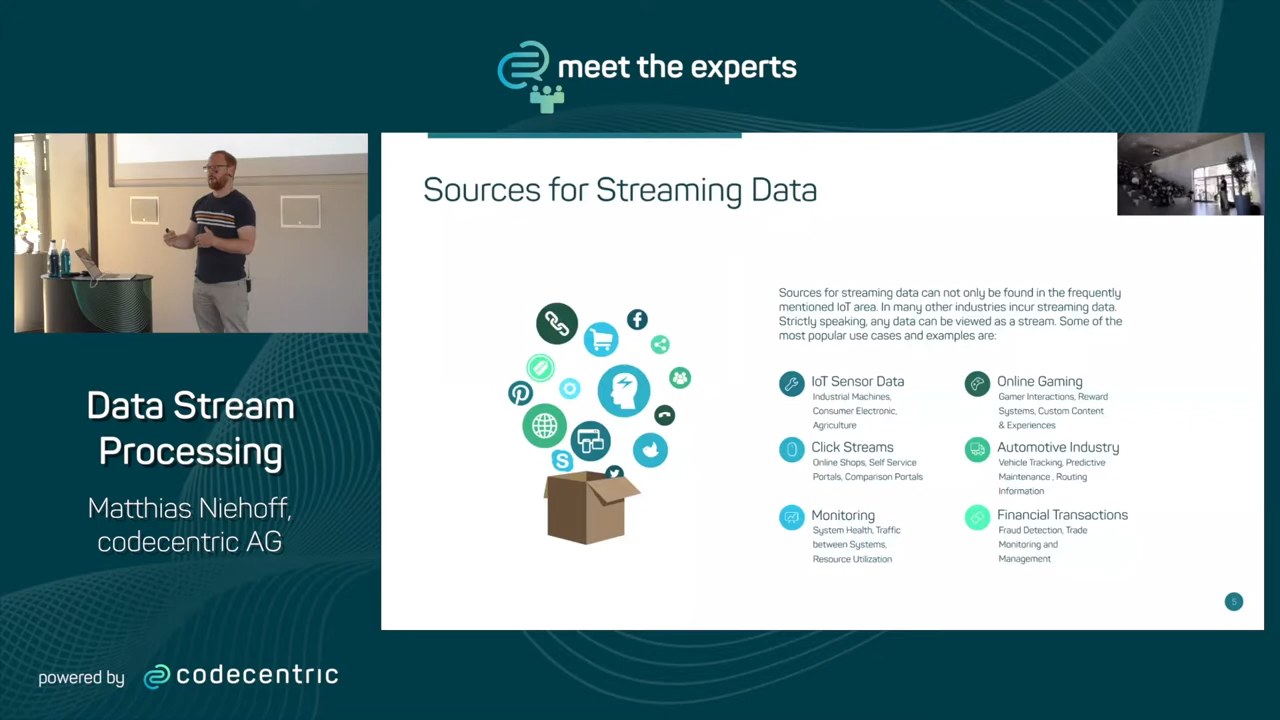 meet the experts
Sources for Streaming Data
Sources for streaming data can not only be found in the frequently
mentioned IoT area. In many other industries incur streaming data.
Strictly speaking, any data can be viewed as a stream. Some of the
most popular use cases and examples are:
IoT Sensor Data
Industrial Machines,
Consumer Electronic,
Agriculture
Online Gaming
Gamer Interactions, Reward
Systems, Custom Content
& Experiences
Click Streams
Online Shops, Self Service
Portals, Comparison Portals
Automotive Industry
Vehicle Tracking, Predictive
Maintenance , Routing
Information
Monitoring
System Health, Traffic
between Systems,
Resource Utilization
Financial Transactions
Fraud Detection, Trade
Monitoring and
Management
5
Data Stream
Processing
Matthias Niehoff,
codecentric AG
powered by codecentric